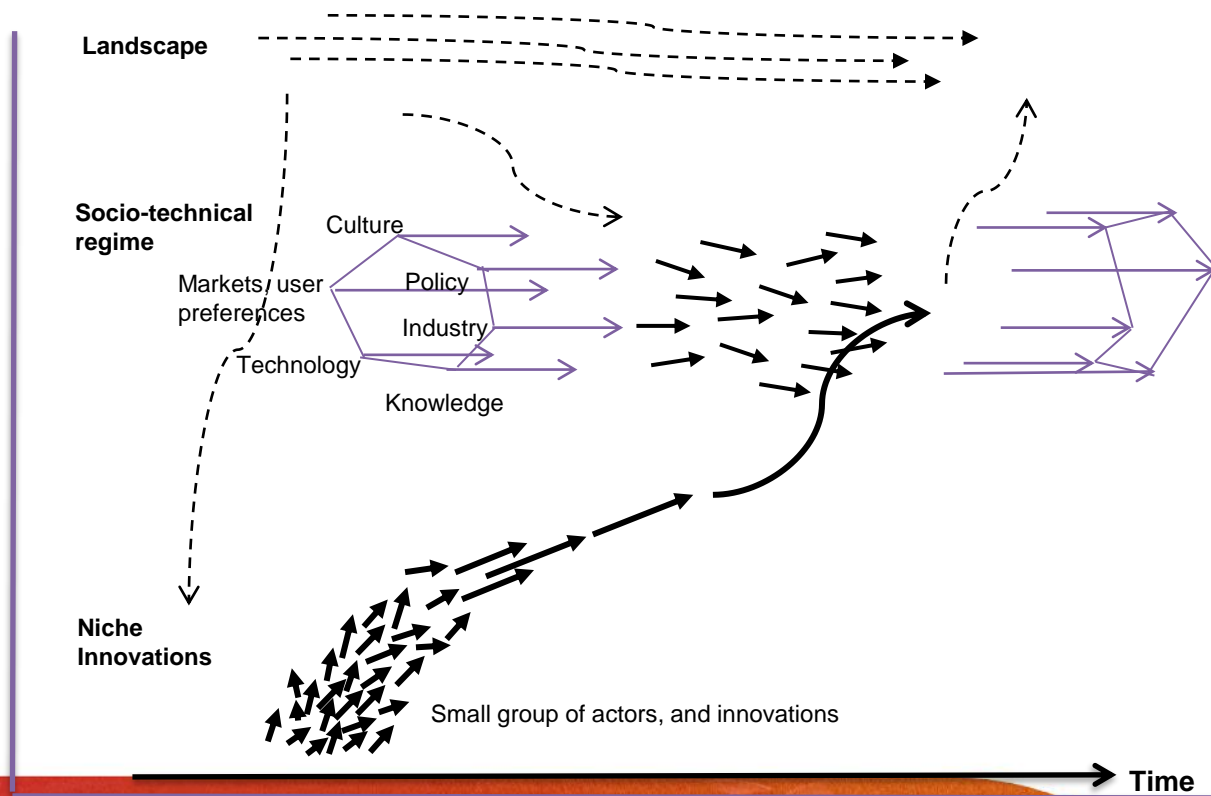 Landscape
Socio-technical
regime
Culture
Markets, user
preferences
Policy
Industry
Technology
Knowledge
Niche
Innovations
Small group of actors, and innovations
Time